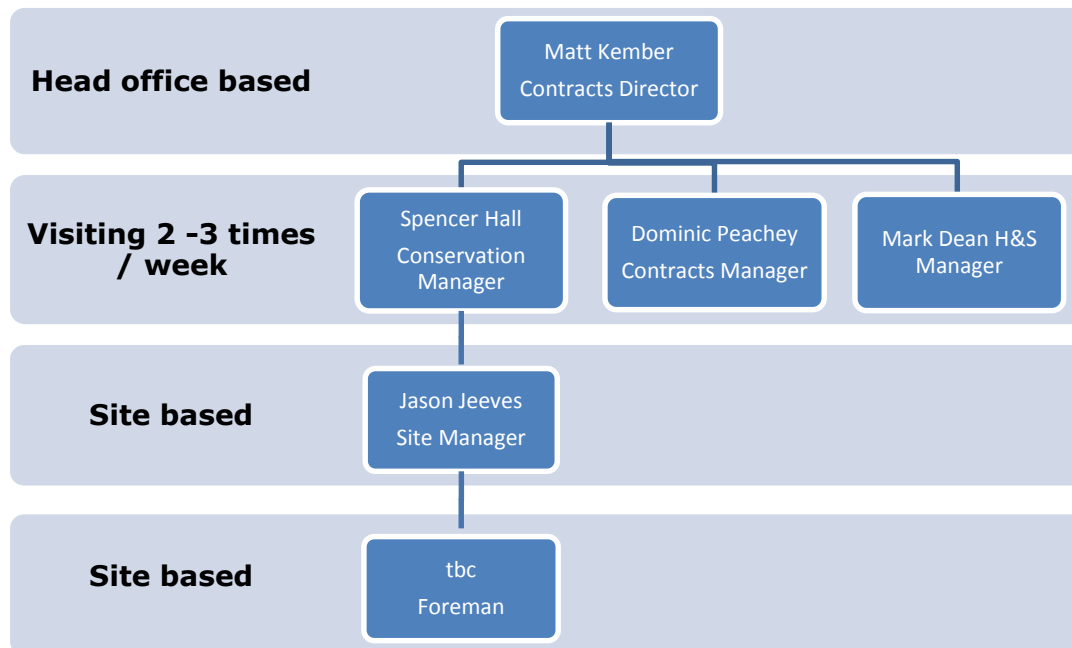 Head office based
Matt Kember
Contracts Director
Visiting 2 -3 times
/ week
Spencer Hall
Conservation
Manager
Dominic Peachey
Contracts Manager
Mark Dean H&S
Manager
Site based
Jason Jeeves
Site Manager
Site based
tbc
Foreman